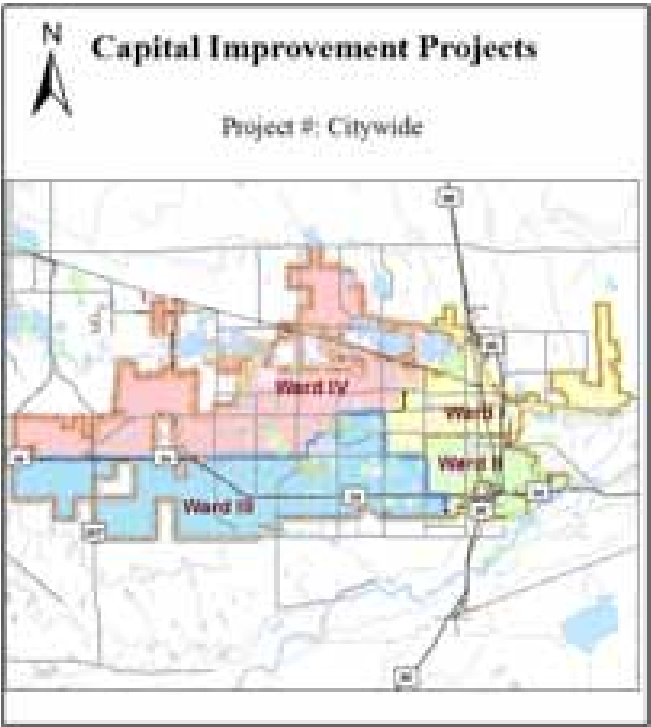 N
Capital Improvement Projects
Project #: Citywide
Ward IV
Ward I
Ward II
Ward III